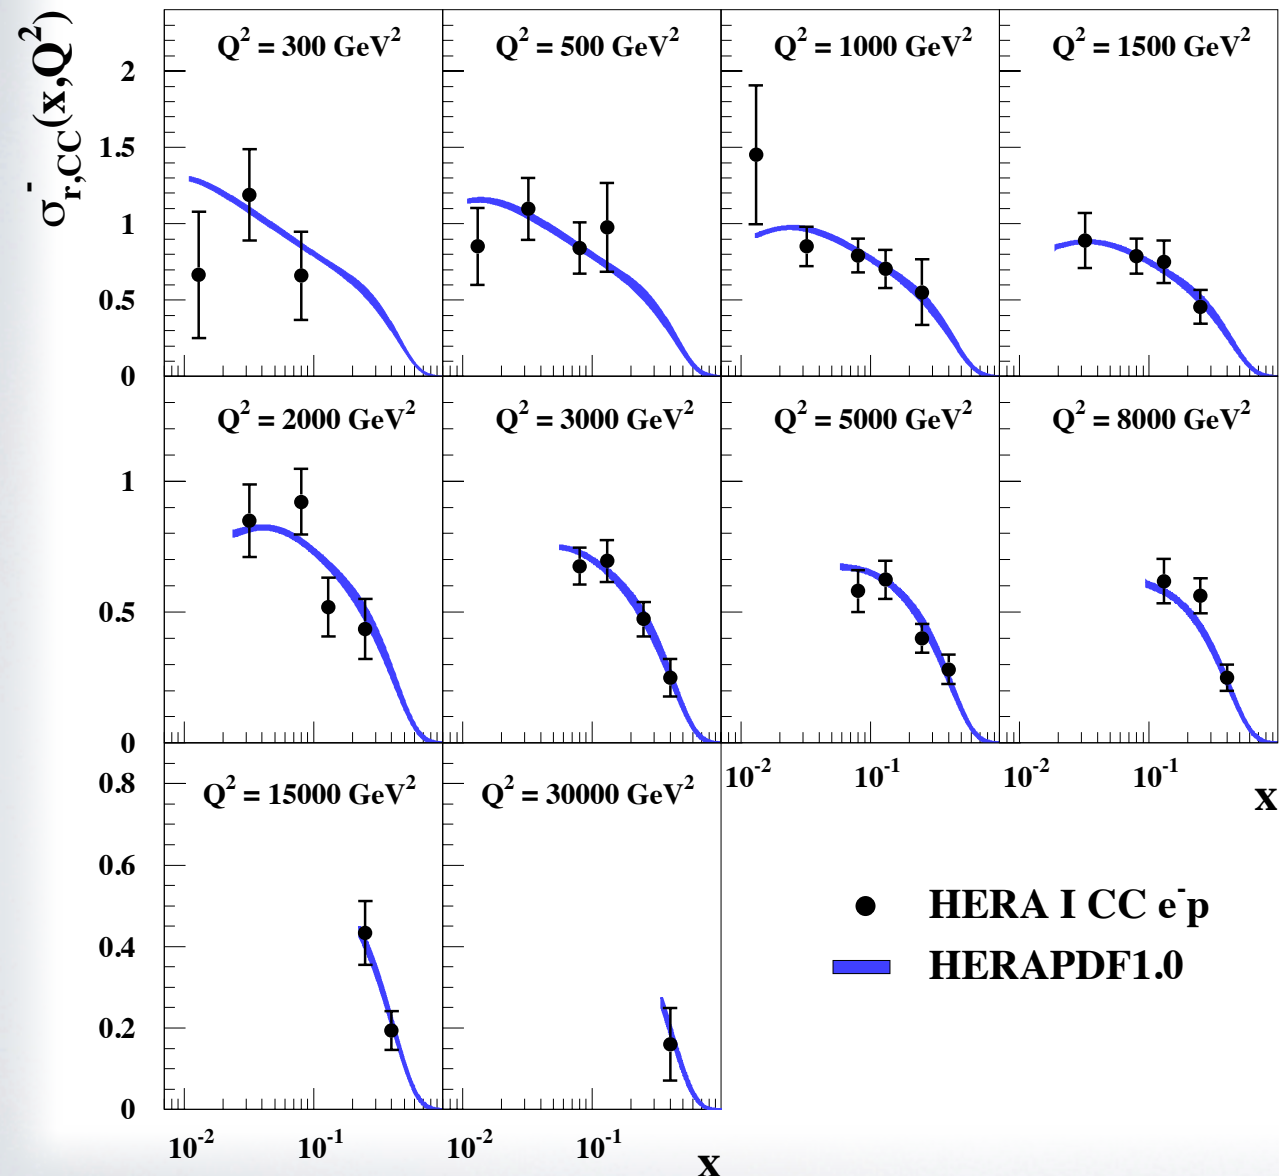 σ⁻r,CC(x,Q²)
Q² = 300 GeV²
Q² = 500 GeV²
Q² = 1000 GeV²
Q² = 1500 GeV²
2
1.5
1
0.5
0
Q² = 2000 GeV²
Q² = 3000 GeV²
Q² = 5000 GeV²
Q² = 8000 GeV²
1
0.5
0
10⁻² 10⁻¹ 10⁻² 10⁻¹
x
Q² = 15000 GeV²
Q² = 30000 GeV²
0.8
0.6
0.4
0.2
0
HERA I CC e⁻p
HERAPDF1.0
10⁻² 10⁻¹ 10⁻² 10⁻¹
x